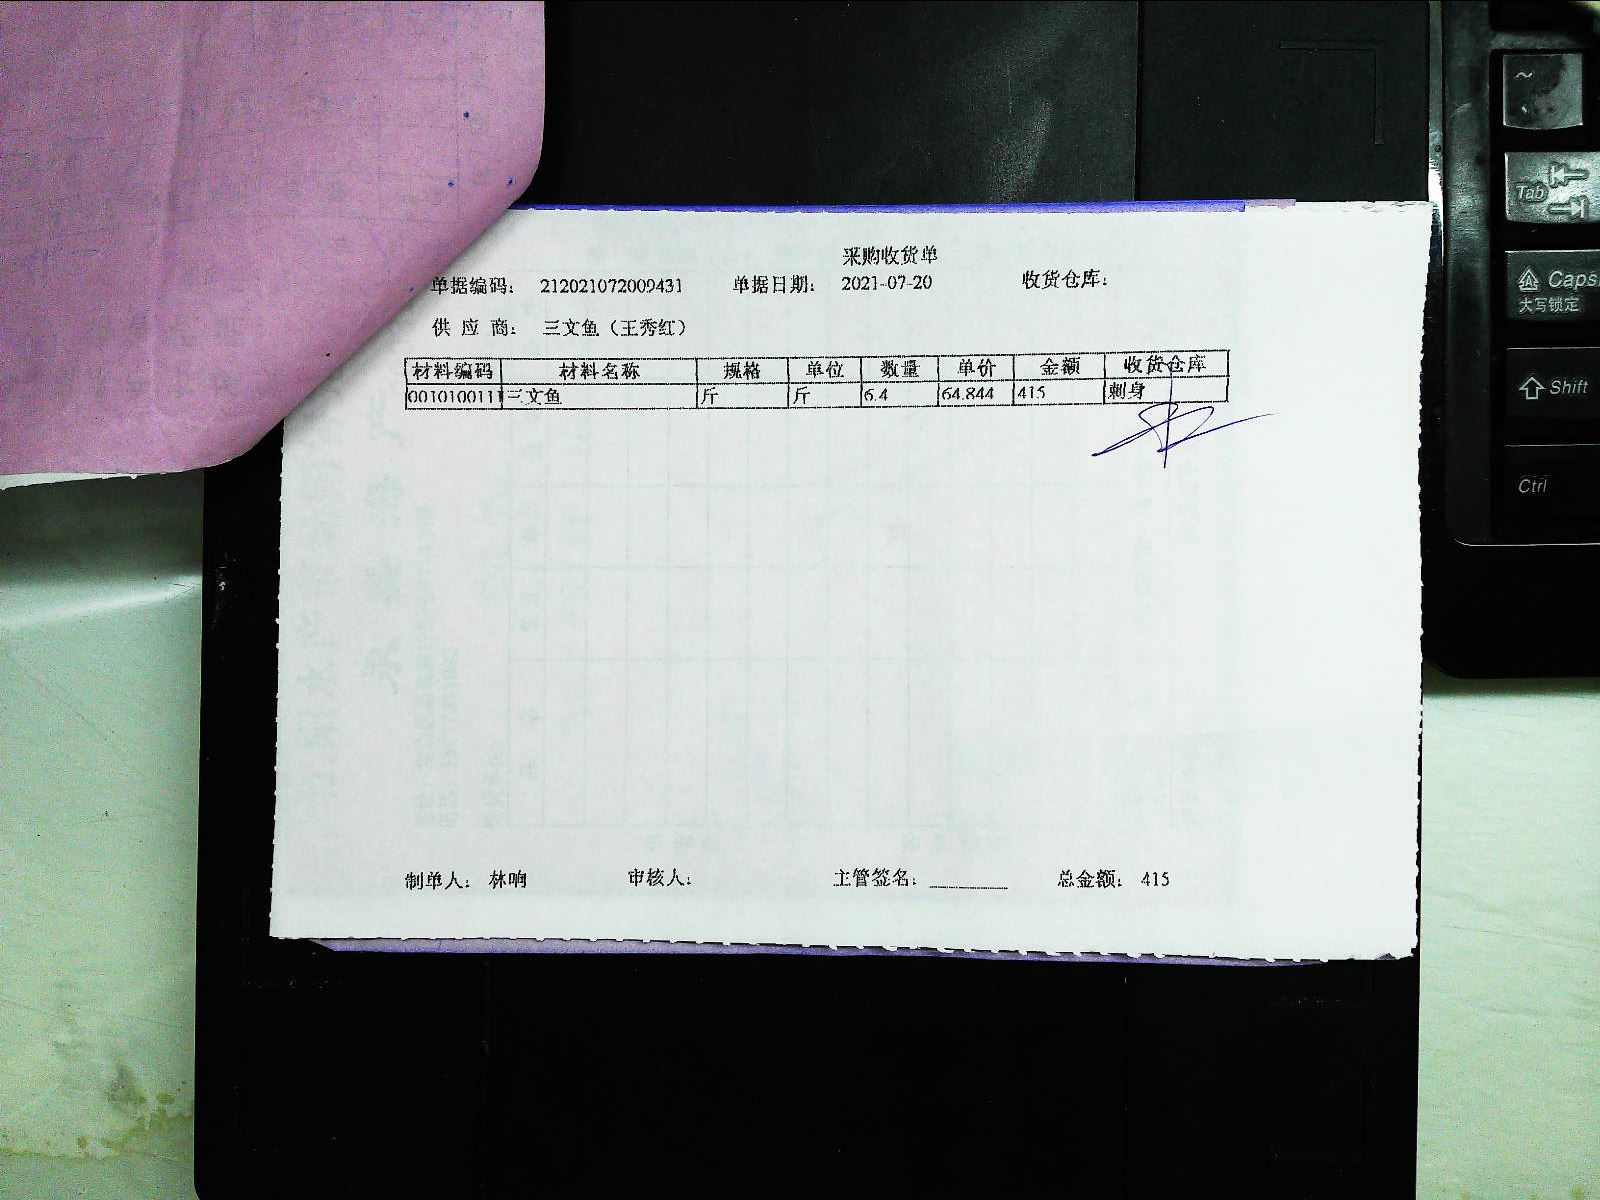 采购收货单
单据编码： 212021072009431 单据日期： 2021-07-20 收货仓库：
供 应 商： 三文鱼（王秀红）
材料编码 材料名称 规格 单位 数量 单价 金额 收货仓库
0010100111 三文鱼 斤 斤 6.4 64.844 415 刺身
制单人： 林响 审核人： 主管签名： 总金额： 415
~
Tab
Caps
大写锁定
Shift
Ctrl